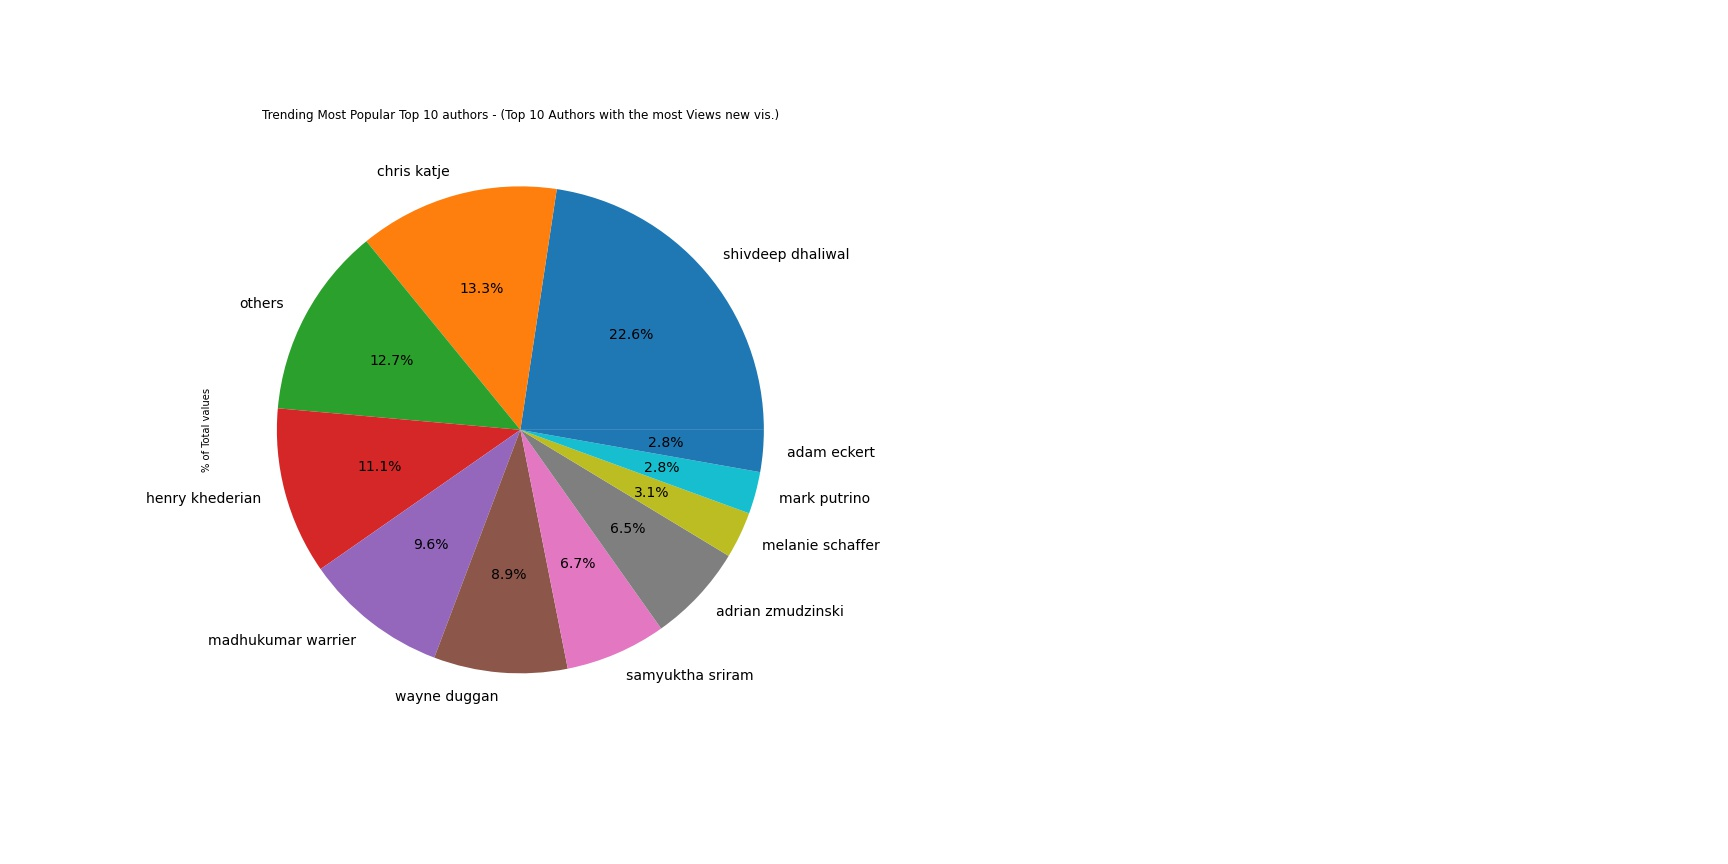 Trending Most Popular Top 10 authors - (Top 10 Authors with the most Views new vis.)
chris katje
shivdeep dhaliwal
13.3%
others
22.6%
12.7%
% of Total values
2.8%
adam eckert
11.1%
2.8%
henry khederian
3.1%
mark putrino
9.6%
6.5%
melanie schaffer
8.9%
6.7%
adrian zmudzinski
madhukumar warrier
samyuktha sriram
wayne duggan